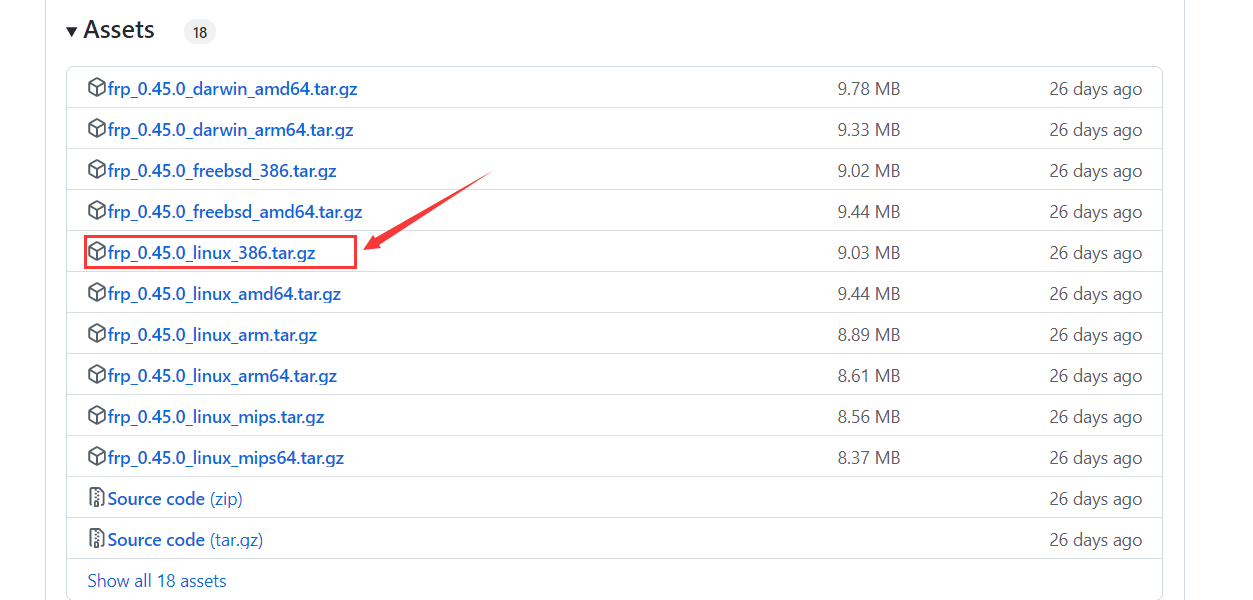 Assets 18
frp_0.45.0_darwin_amd64.tar.gz 9.78 MB 26 days ago
frp_0.45.0_darwin_arm64.tar.gz 9.33 MB 26 days ago
frp_0.45.0_freebsd_386.tar.gz 9.02 MB 26 days ago
frp_0.45.0_freebsd_amd64.tar.gz 9.44 MB 26 days ago
frp_0.45.0_linux_386.tar.gz 9.03 MB 26 days ago
frp_0.45.0_linux_amd64.tar.gz 9.44 MB 26 days ago
frp_0.45.0_linux_arm.tar.gz 8.89 MB 26 days ago
frp_0.45.0_linux_arm64.tar.gz 8.61 MB 26 days ago
frp_0.45.0_linux_mips.tar.gz 8.56 MB 26 days ago
frp_0.45.0_linux_mips64.tar.gz 8.37 MB 26 days ago
Source code (zip) 26 days ago
Source code (tar.gz) 26 days ago
Show all 18 assets